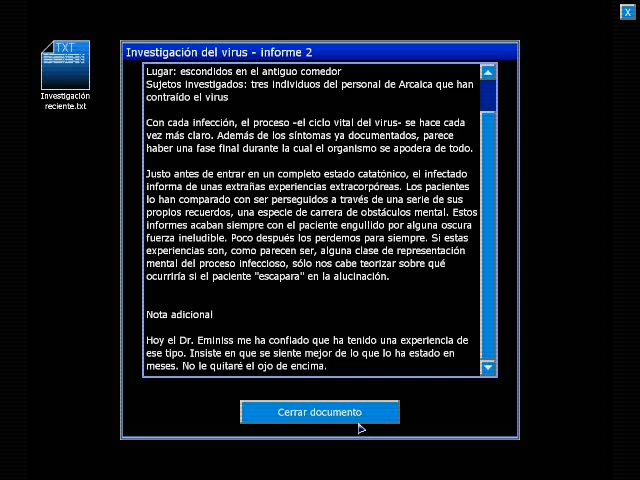 X
TXT
Investigación
reciente.txt
Investigación del virus - informe 2
Lugar: escondidos en el antiguo comedor
Sujetos investigados: tres individuos del personal de Arcaica que han
contraído el virus
Con cada infección, el proceso -el ciclo vital del virus- se hace cada
vez más claro. Además de los síntomas ya documentados, parece
haber una fase final durante la cual el organismo se apodera de todo.
Justo antes de entrar en un completo estado catatónico, el infectado
informa de unas extrañas experiencias extracorpóreas. Los pacientes
lo han comparado con ser perseguidos a través de una serie de sus
propios recuerdos, una especie de carrera de obstáculos mental. Estos
informes acaban siempre con el paciente engullido por alguna oscura
fuerza ineludible. Poco después los perdemos para siempre. Si estas
experiencias son, como parecen ser, alguna clase de representación
mental del proceso infeccioso, sólo nos cabe teorizar sobre qué
ocurriría si el paciente "escapara" en la alucinación.
Nota adicional
Hoy el Dr. Eminiss me ha confiado que ha tenido una experiencia de
ese tipo. Insiste en que se siente mejor de lo que lo ha estado en
meses. No le quitaré el ojo de encima.
Cerrar documento